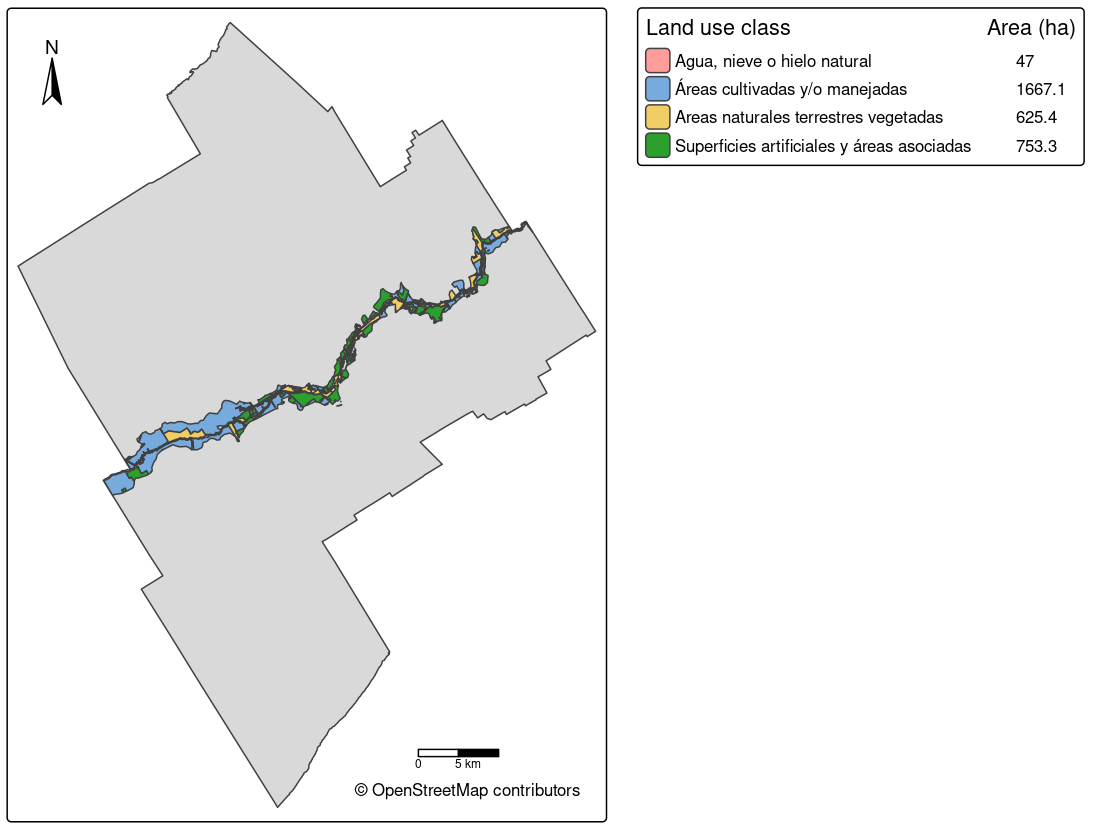 N
0 5 km
© OpenStreetMap contributors
Land use class Area (ha)
Agua, nieve o hielo natural 47
Áreas cultivadas y/o manejadas 1667.1
Areas naturales terrestres vegetadas 625.4
Superficies artificiales y áreas asociadas 753.3